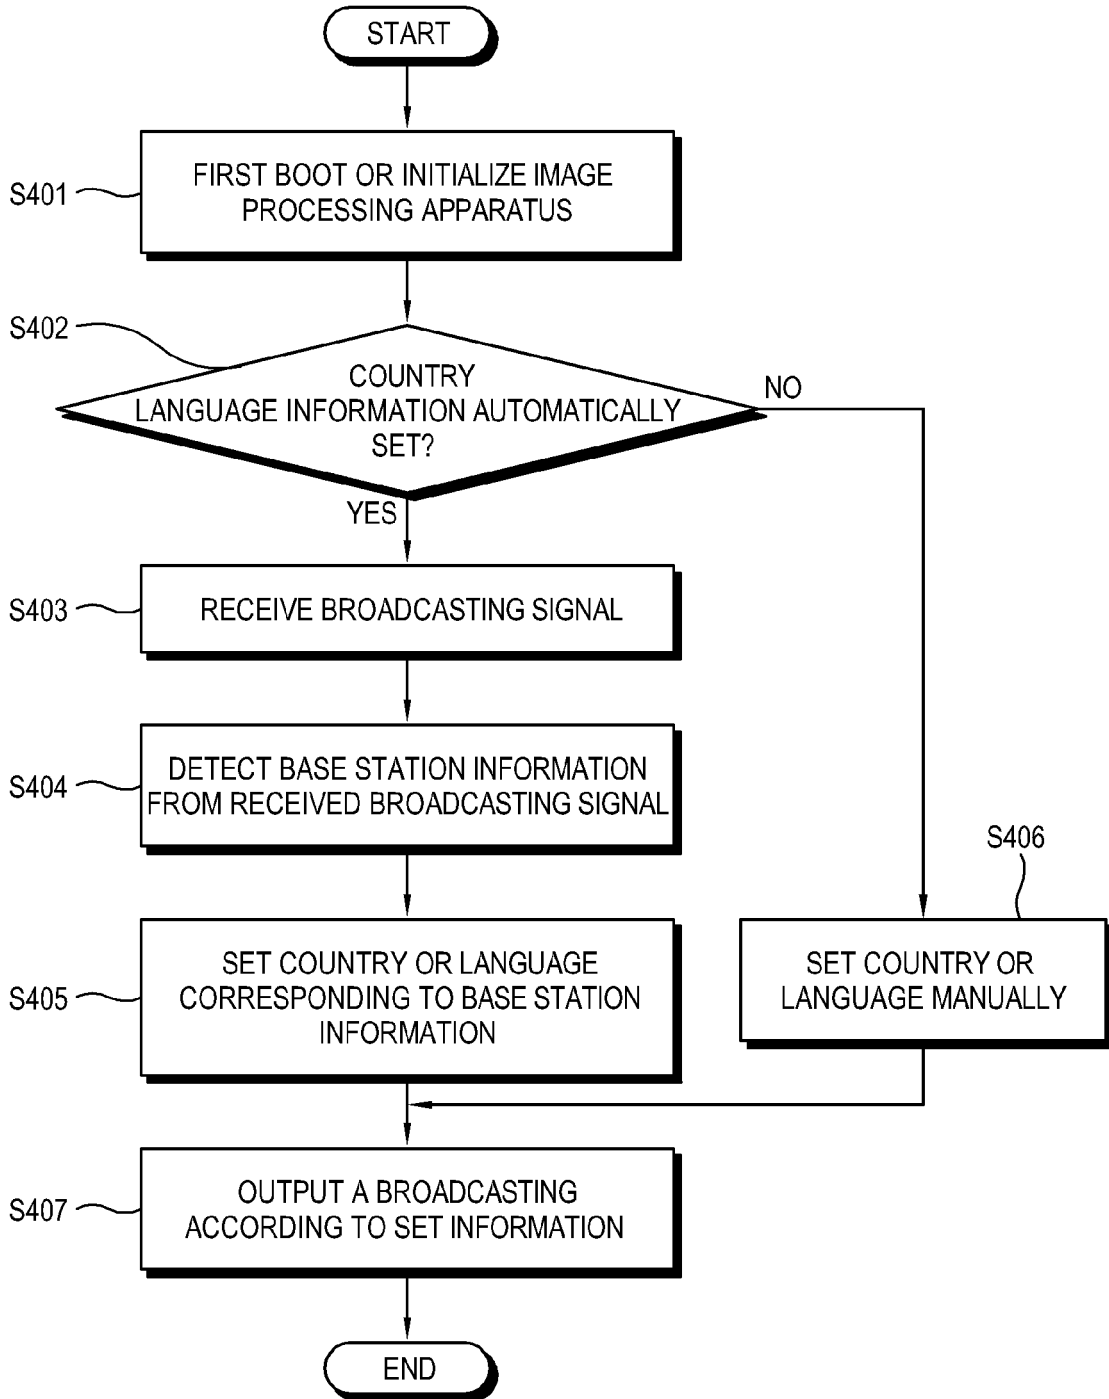 START
S401
FIRST BOOT OR INITIALIZE IMAGE
PROCESSING APPARATUS
S402
COUNTRY
LANGUAGE INFORMATION AUTOMATICALLY
SET?
NO
YES
S403
RECEIVE BROADCASTING SIGNAL
S404
DETECT BASE STATION INFORMATION
FROM RECEIVED BROADCASTING SIGNAL
S405
SET COUNTRY OR LANGUAGE
CORRESPONDING TO BASE STATION
INFORMATION
S406
SET COUNTRY OR
LANGUAGE MANUALLY
S407
OUTPUT A BROADCASTING
ACCORDING TO SET INFORMATION
END